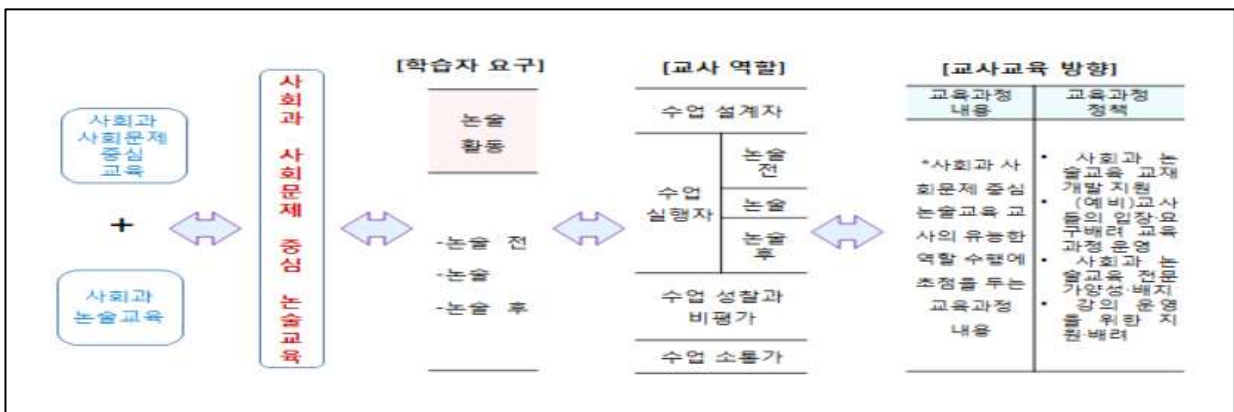 사회과
사회문제
중심
교육
+
사회과
논술교육
사회과 사회문제 중심 논술교육
[학습자 요구]
논술
활동
-논술 전
-논술
-논술 후
[교사 역할]
수업 설계자
수업
실행자
논술
전
논술
논술
후
수업 성찰과
비평가
수업 소통가
[교사교육 방향]
교육과정
내용
*사회과 사
회문제 중심
논술교육 교
사의 유능한
역할 수행에
초점을 두는
교육과정
내용
교육과정
정책
• 사회과 논
술교육 교재
개발 지원
• (예비)교사
들의 입장·요
구배려 교육
과정 운영
• 사회과 논
술교육 전문
가양성·배치
• 강의 운영
를 위한 지
원·배려